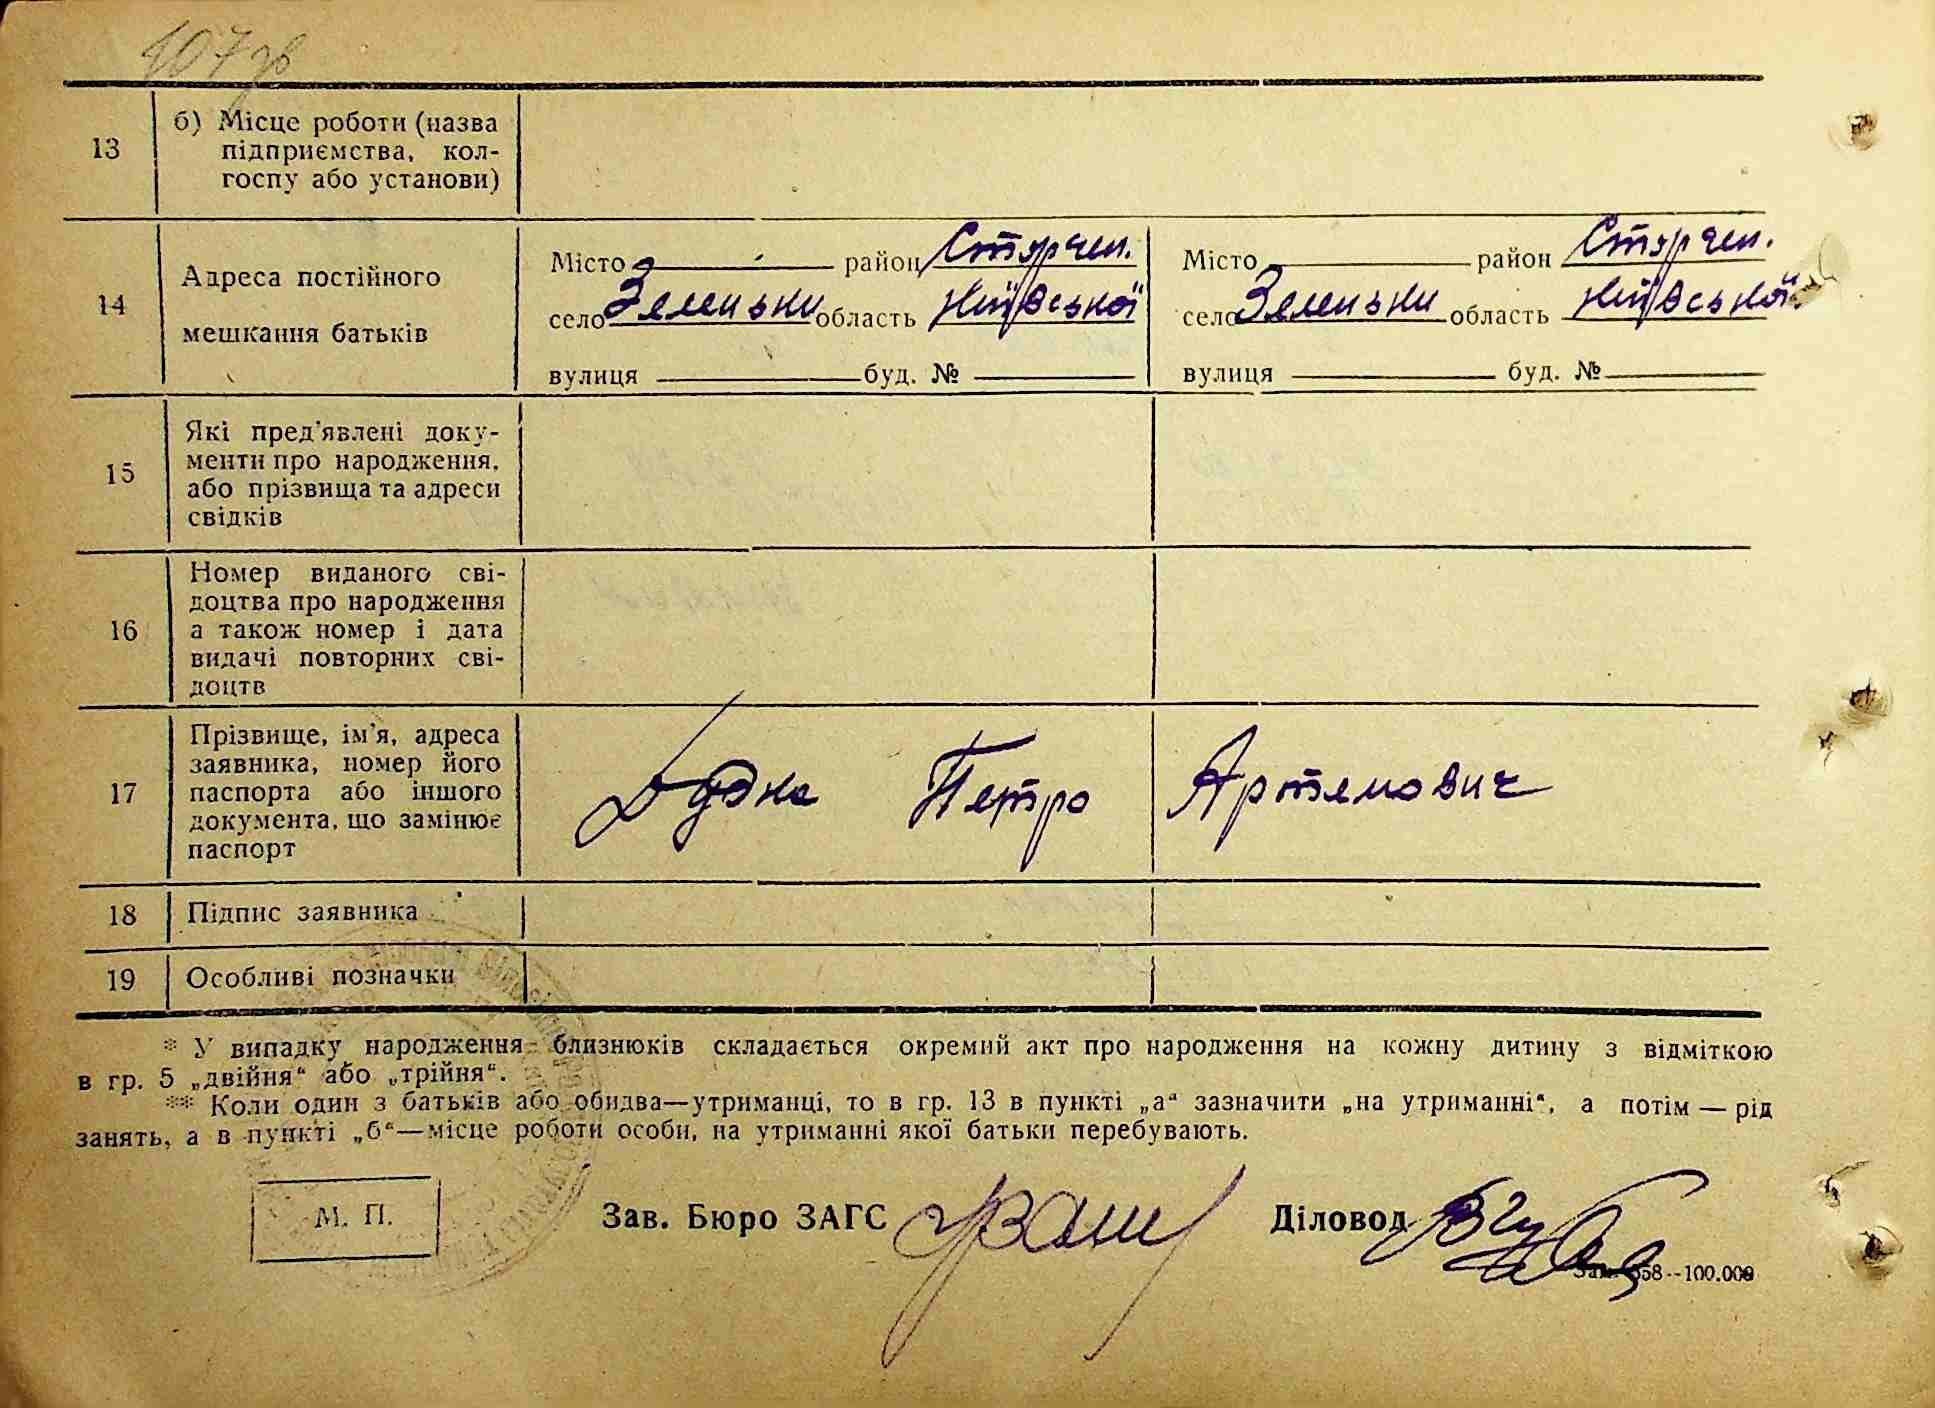 107 зв
13
б) Місце роботи (назва
підприємства, кол-
госпу або установи)
14
Адреса постійного
мешкання батьків
Місто район
село Зеленьки область Київської
вулиця буд. №
Місто район
село Зеленьки область Київської
вулиця буд. №
15
Які пред'явлені доку-
менти про народження,
або прізвища та адреси
свідків
16
Номер виданого сві-
доцтва про народження
а також номер і дата
видачі повторних сві-
доцтв
17
Прізвище, ім'я, адреса
заявника, номер його
паспорта або іншого
документа, що замінює
паспорт
Дудка Петро Артемович
18
Підпис заявника
19
Особливі позначки
* У випадку народження близнюків складається окремий акт про народження на кожну дитину з відміткою
в гр. 5 „двійня“ або „трійня“.
** Коли один з батьків або обидва—утриманці, то в гр. 13 в пункті „а“ зазначити „на утриманні“, а потім — рід
занять, а в пункті „б“—місце роботи особи, на утриманні якої батьки перебувають.
М. П.
Зав. Бюро ЗАГС
Діловод
100.000